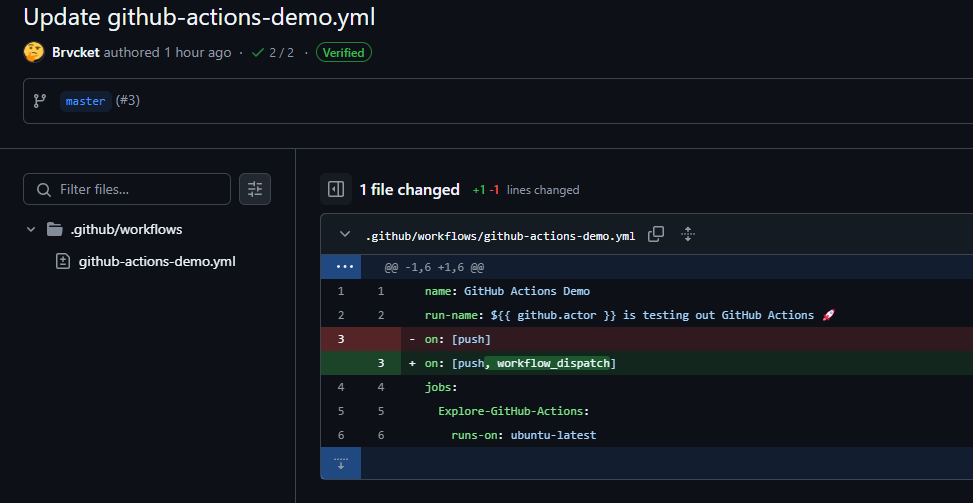 Update github-actions-demo.yml
Brvcket authored 1 hour ago · 2 / 2 · Verified
master (#3)
Filter files...
.github/workflows
github-actions-demo.yml
1 file changed +1 -1 lines changed
.github/workflows/github-actions-demo.yml
@@ -1,6 +1,6 @@
1 1 name: GitHub Actions Demo
2 2 run-name: ${{ github.actor }} is testing out GitHub Actions 🚀
3 - on: [push]
3 + on: [push, workflow_dispatch]
4 4 jobs:
5 5 Explore-GitHub-Actions:
6 6 runs-on: ubuntu-latest